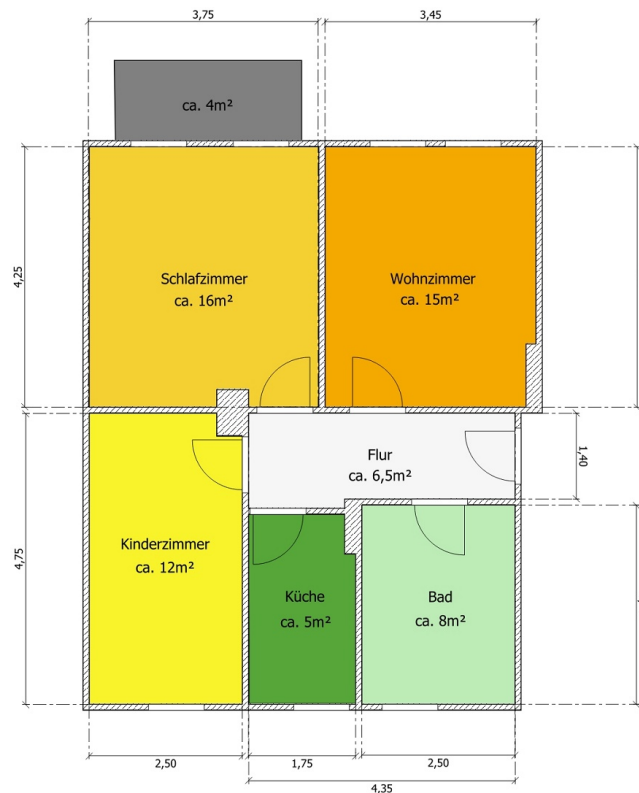 3,75
3,45
ca. 4m²
4,25
Schlafzimmer
ca. 16m²
Wohnzimmer
ca. 15m²
Flur
ca. 6,5m²
1,40
4,75
Kinderzimmer
ca. 12m²
Küche
ca. 5m²
Bad
ca. 8m²
2,50
1,75
2,50
4,35